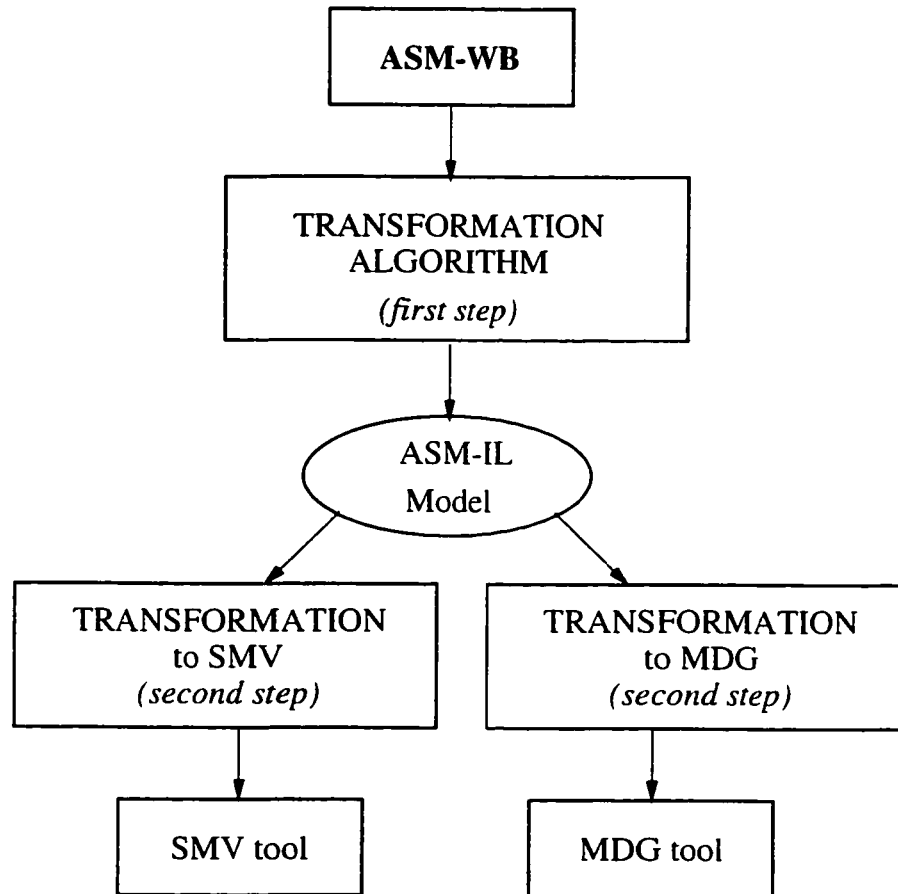 ASM-WB
TRANSFORMATION
ALGORITHM
(first step)
ASM-IL
Model
TRANSFORMATION
to SMV
(second step)
TRANSFORMATION
to MDG
(second step)
SMV tool
MDG tool